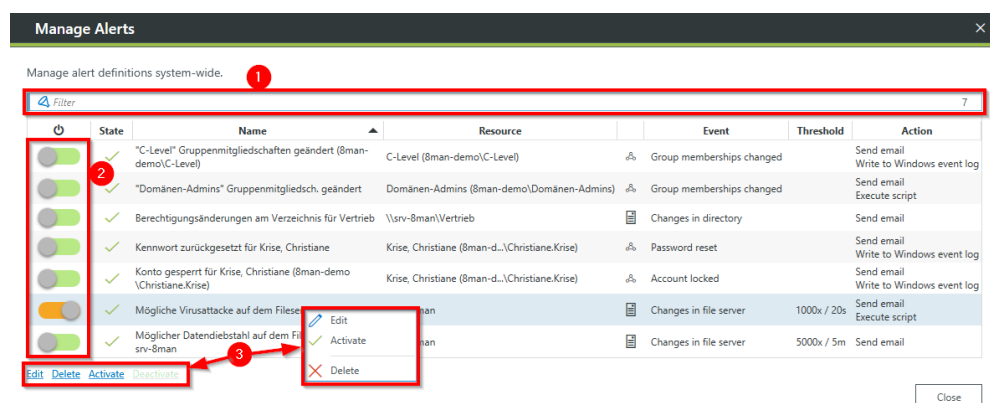 Manage Alerts
Manage alert definitions system-wide.
1
Filter 7
State Name Resource Event Threshold Action
2
"C-Level" Gruppenmitgliedschaften geändert (8man-
demo\C-Level)
C-Level (8man-demo\C-Level) Group memberships changed
Send email
Write to Windows event log
"Domänen-Admins" Gruppenmitgliedsch. geändert Domänen-Admins (8man-demo\Domänen-Admins) Group memberships changed
Send email
Execute script
Berechtigungsänderungen am Verzeichnis für Vertrieb \\srv-8man\Vertrieb Changes in directory Send email
Kennwort zurückgesetzt für Krise, Christiane Krise, Christiane (8man-d...\Christiane.Krise) Password reset
Send email
Write to Windows event log
Konto gesperrt für Krise, Christiane (8man-demo
\Christiane.Krise)
Krise, Christiane (8man-d...\Christiane.Krise) Account locked
Send email
Write to Windows event log
Mögliche Virusattacke auf dem Changes in file server 1000x / 20s
Send email
Execute script
Möglicher Datendiebstahl auf dem
srv-8man
Changes in file server 5000x / 5m Send email
Edit
Activate
Delete
3
Edit Delete Activate Deactivate
Close